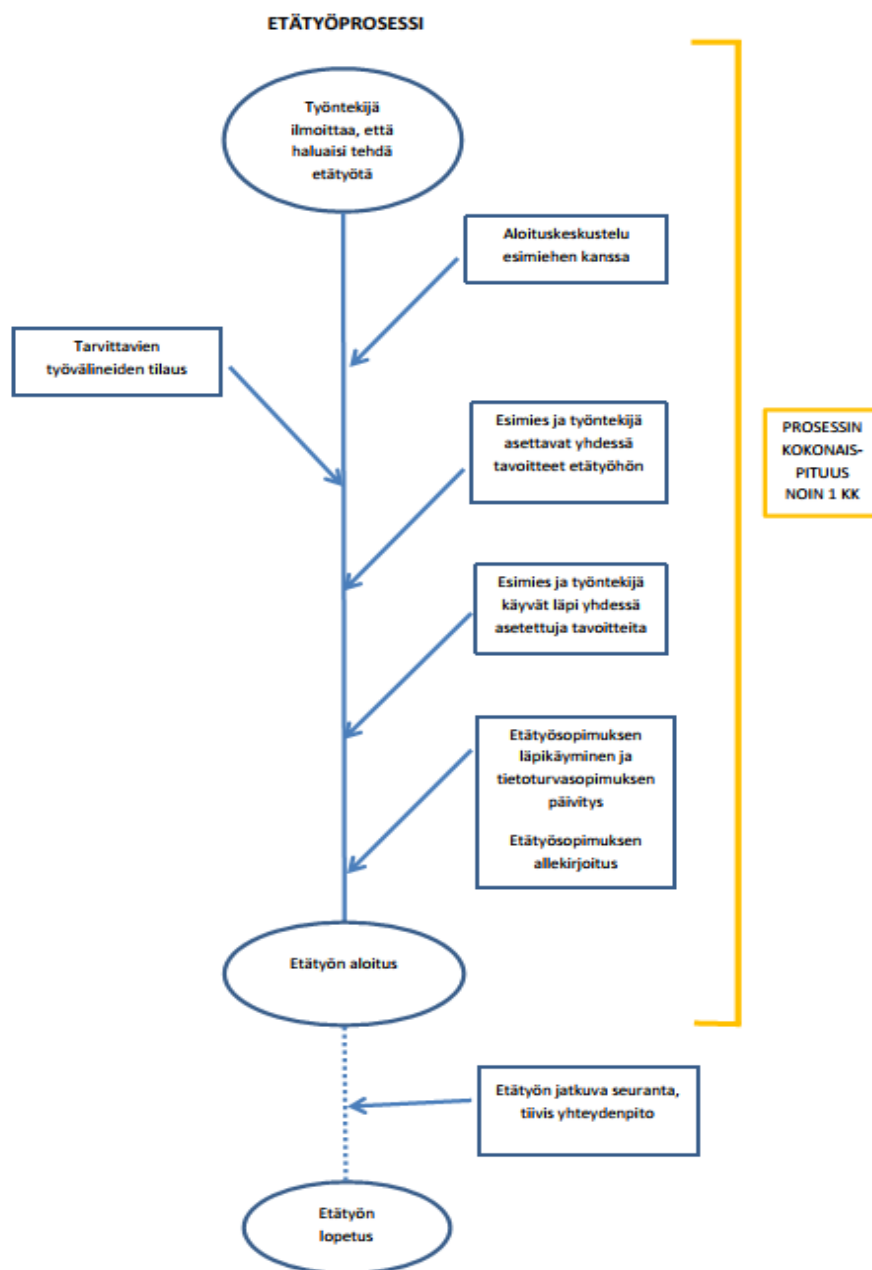 ETÄTYÖPROSESSI
Työntekijä
ilmoittaa, että
haluaisi tehdä
etätyötä
Aloituskeskustelu
esimiehen kanssa
Tarvittavien
työvälineiden tilaus
Esimies ja työntekijä
asettavat yhdessä
tavoitteet etätyöhön
PROSESSIN
KOKONAIS-
PITUUS
NOIN 1 KK
Esimies ja työntekijä
käyvät läpi yhdessä
asetettuja tavoitteita
Etätyösopimuksen
läpikäyminen ja
tietoturvasopimuksen
päivitys
Etätyösopimuksen
allekirjoitus
Etätyön aloitus
Etätyön jatkuva seuranta,
tiivis yhteydenpito
Etätyön
lopetus